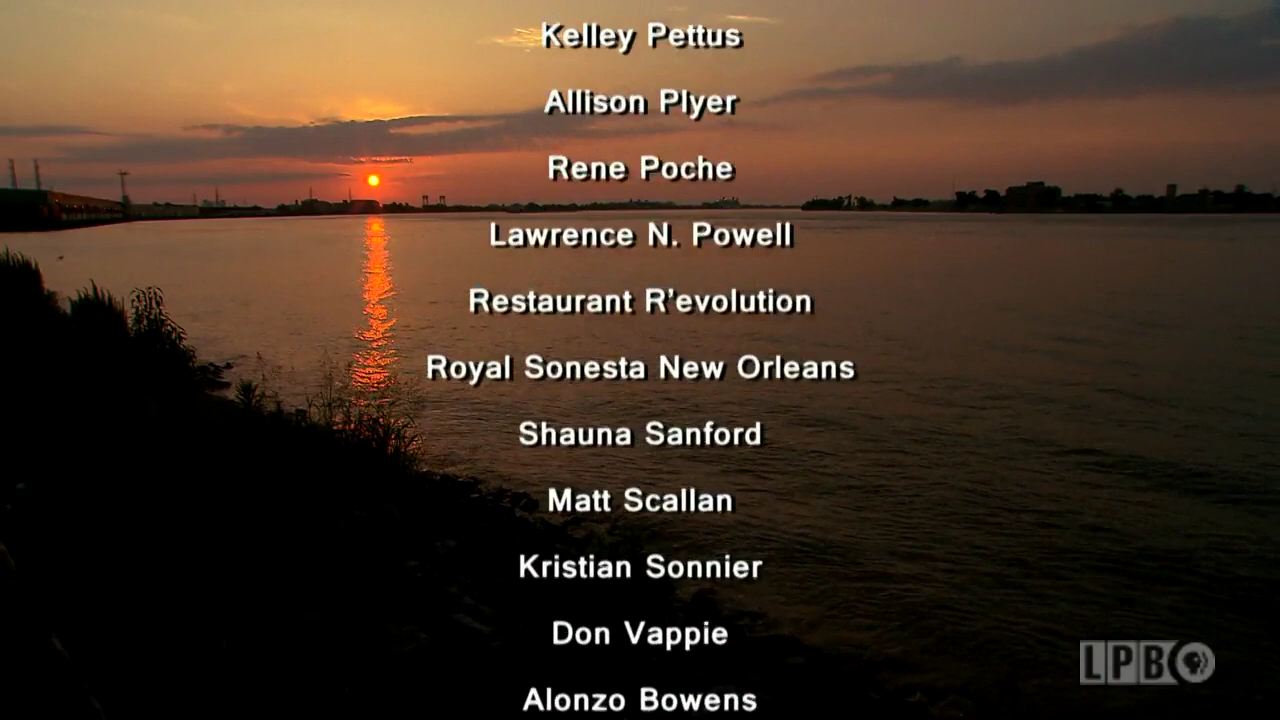 Kelley Pettus
Allison Plyer
Rene Poche
Lawrence N. Powell
Restaurant R'evolution
Royal Sonesta New Orleans
Shauna Sanford
Matt Scallan
Kristian Sonnier
Don Vappie
Alonzo Bowens
LPB